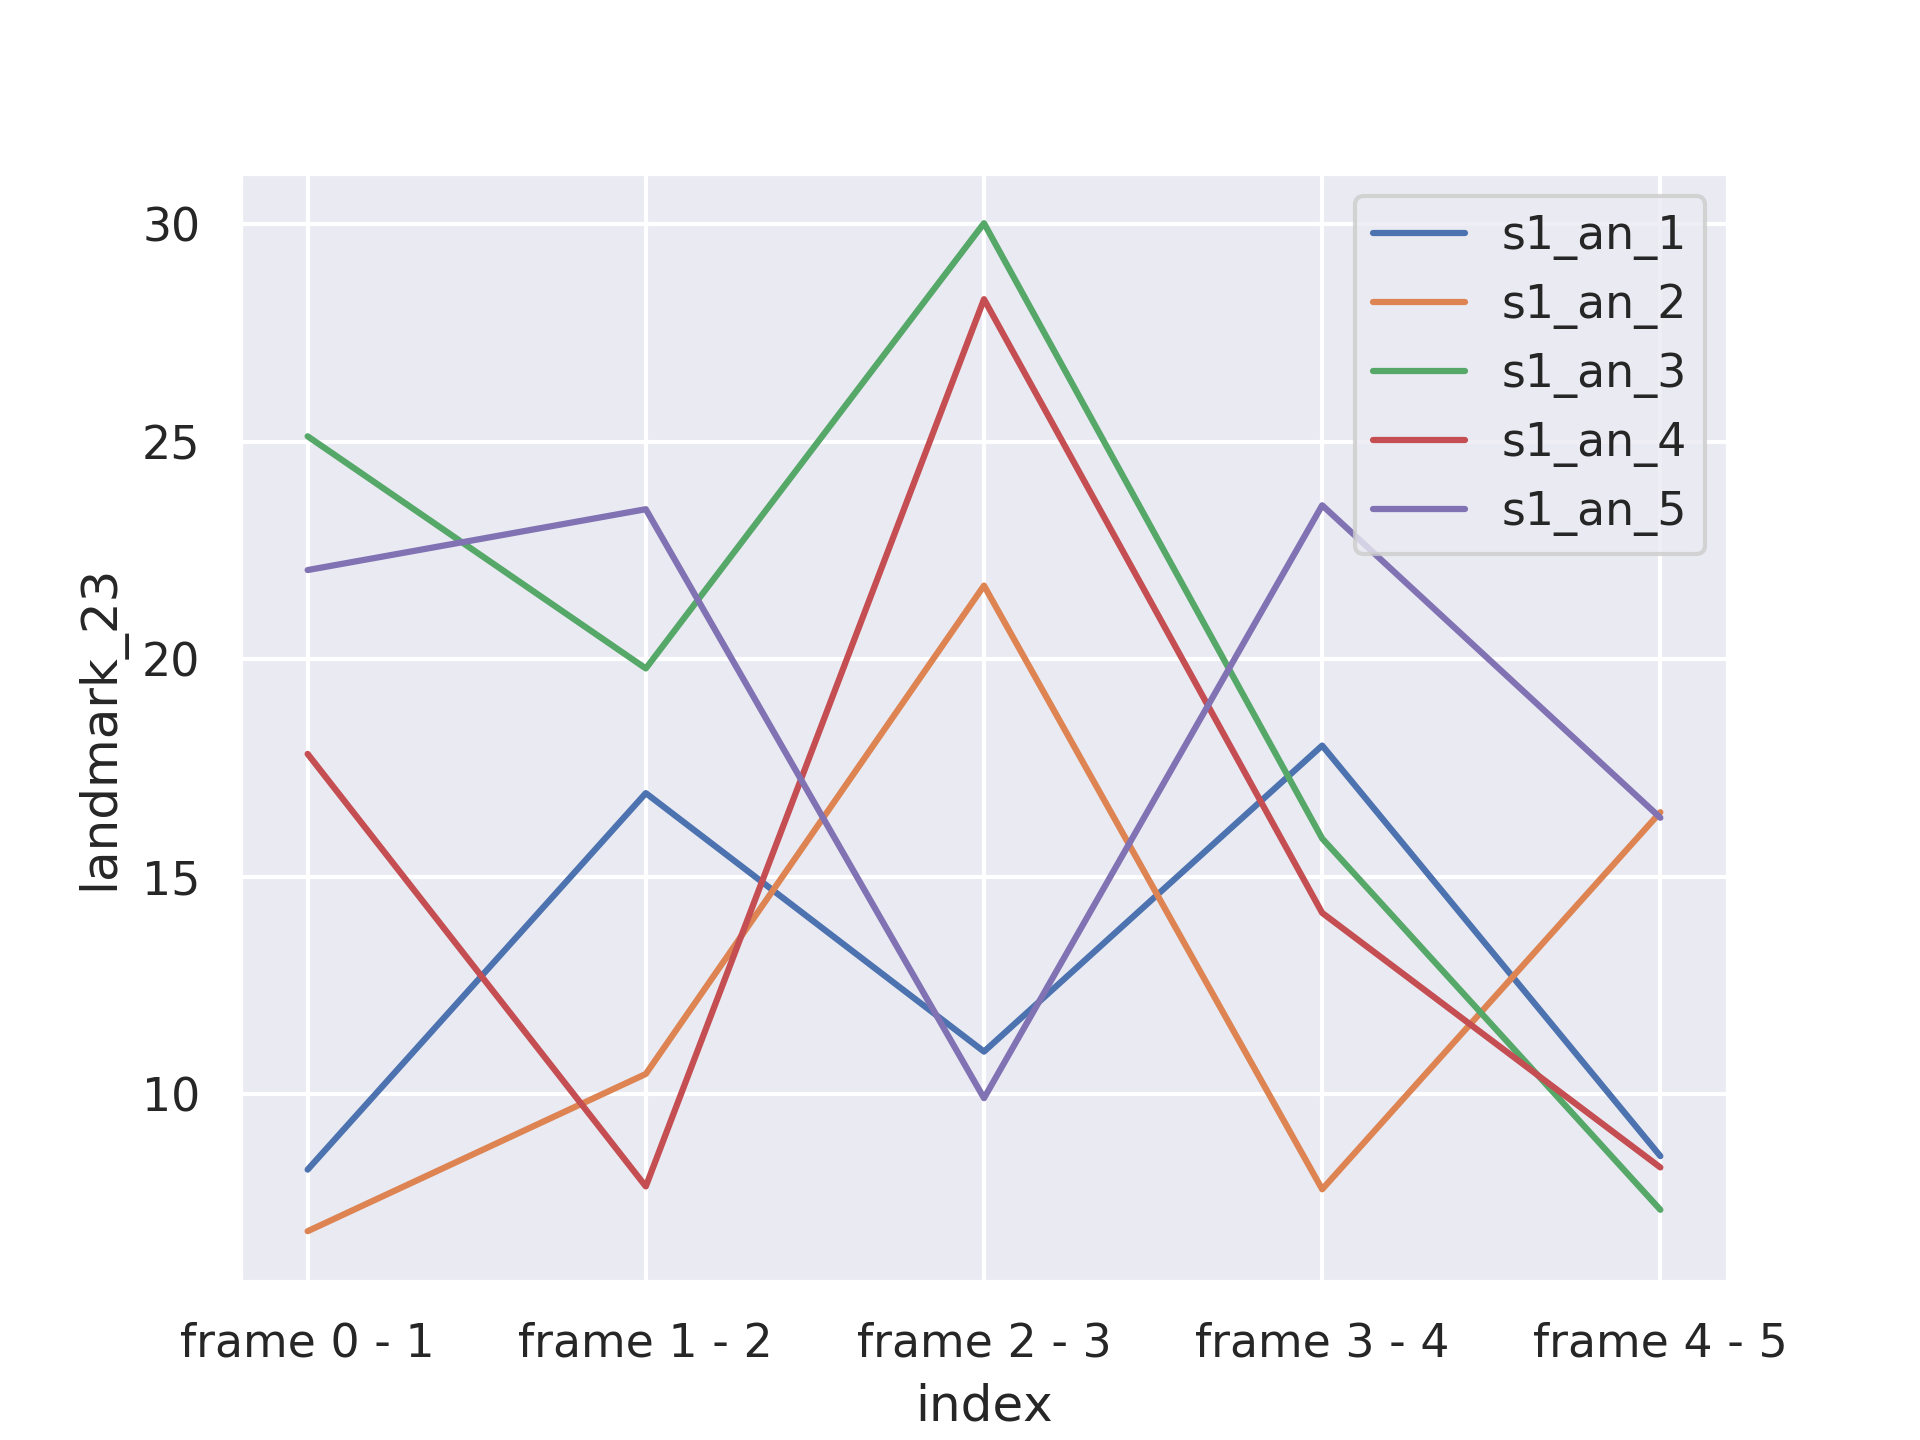 30
25
20
15
10
landmark_23
s1_an_1
s1_an_2
s1_an_3
s1_an_4
s1_an_5
frame 0 - 1 frame 1 - 2 frame 2 - 3 frame 3 - 4 frame 4 - 5
index